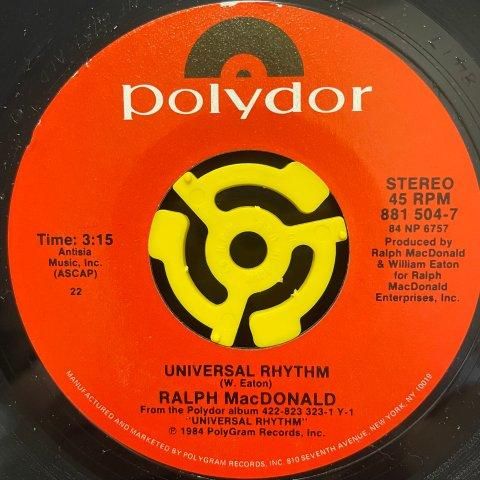 polydor
STEREO
45 RPM
881 504-7
84 NP 6757
Produced by
Ralph MacDonald
& William Eaton
for Ralph
MacDonald
Enterprises, Inc.
Time: 3:15
Antisia
Music, Inc.
(ASCAP)
22
UNIVERSAL RHYTHM
(W. Eaton)
RALPH MacDONALD
From the Polydor album 422-823 323-1 Y-1
"UNIVERSAL RHYTHM"
℗ 1984 PolyGram Records, Inc.
MANUFACTURED AND MARKETED BY POLYGRAM RECORDS, INC. 810 SEVENTH AVENUE, NEW YORK, N.Y. 10019